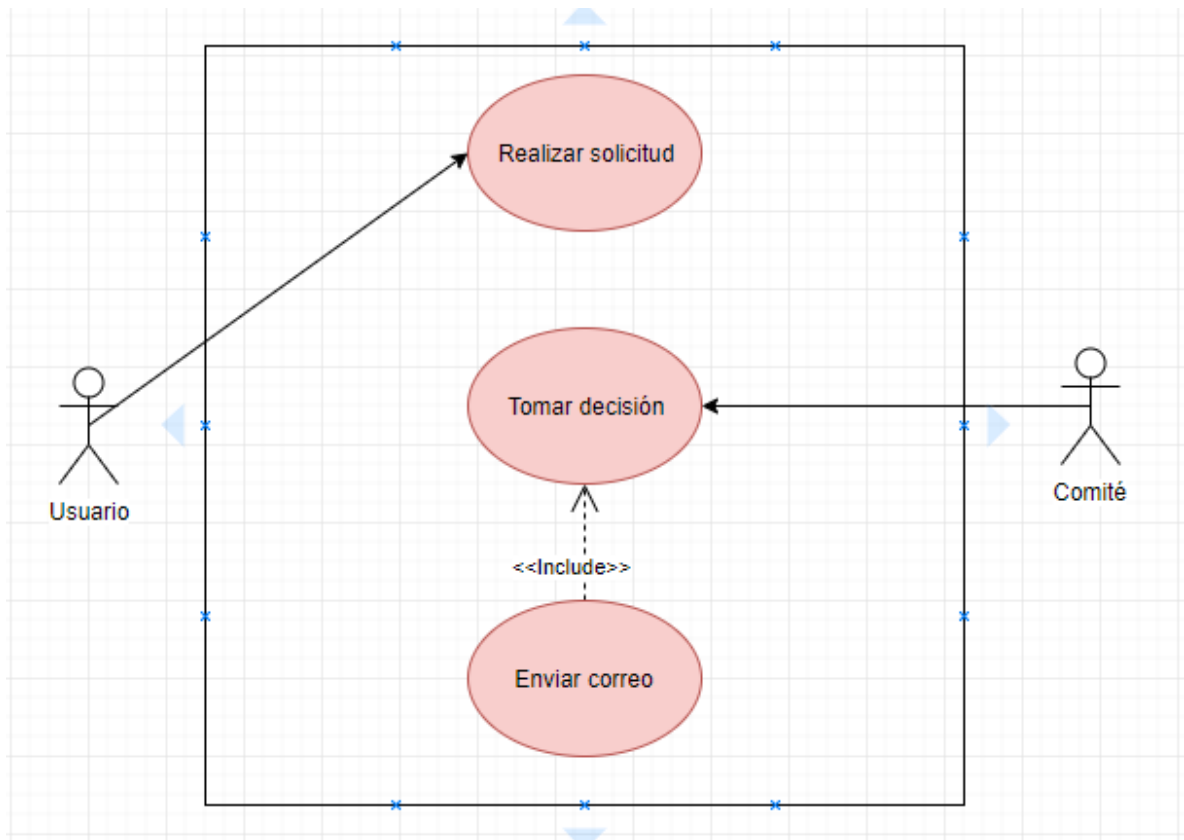 Realizar solicitud
Tomar decisión
Usuario
Comité
<<Include>>
Enviar correo